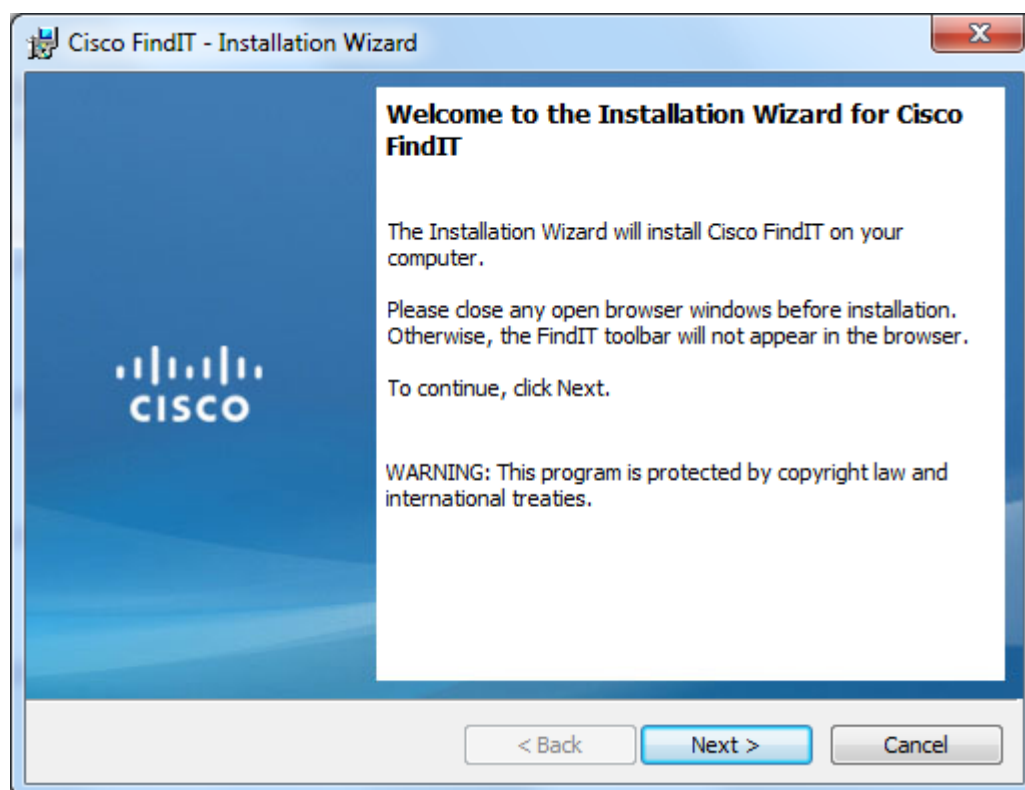 Cisco FindIT - Installation Wizard
Welcome to the Installation Wizard for Cisco
FindIT
The Installation Wizard will install Cisco FindIT on your
computer.
Please close any open browser windows before installation.
Otherwise, the FindIT toolbar will not appear in the browser.
CISCO
To continue, click Next.
WARNING: This program is protected by copyright law and
international treaties.
< Back
Next >
Cancel